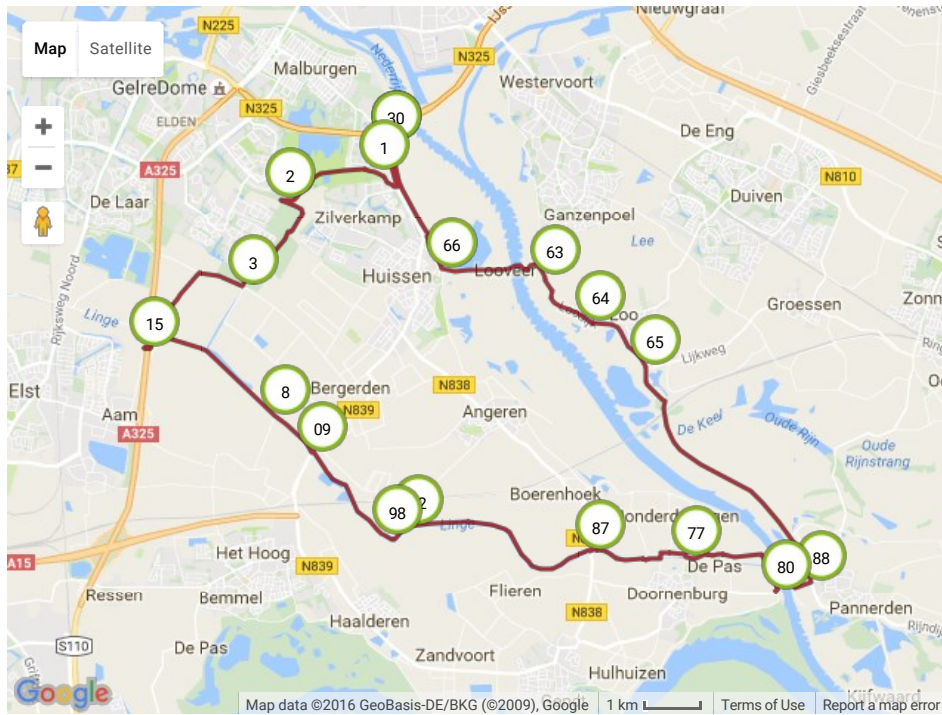 Nieuwgraaf
Map
Satellite
N225
N325
Malburgen
Westervoort
GelreDome
N325
ELDEN
30
De Eng
1
A325
2
N810
De Laar
Duiven
Zilverkamp
Ganzenpoel
66
63
Lee
3
Looveer
Huissen
64
Loo
Groessen
Rijksweg Noord
Linge
15
65
Lijkweg
Elst
8
Bergerden
N838
N839
Angeren
Aam
09
De Keel
Oude Rijn
A325
Oude
Rijnstrang
98
2
Linge
Boerenhoek
87
77
A15
Het Hoog
N839
De Pas
80
88
Ressen
Bemmel
Flieren
Doornenburg
N838
Pannerden
Haalderen
S110
De Pas
Zandvoort
Hulhuizen
Google
Map data ©2016 GeoBasis-DE/BKG (©2009), Google
1 km
Terms of Use
Report a map error